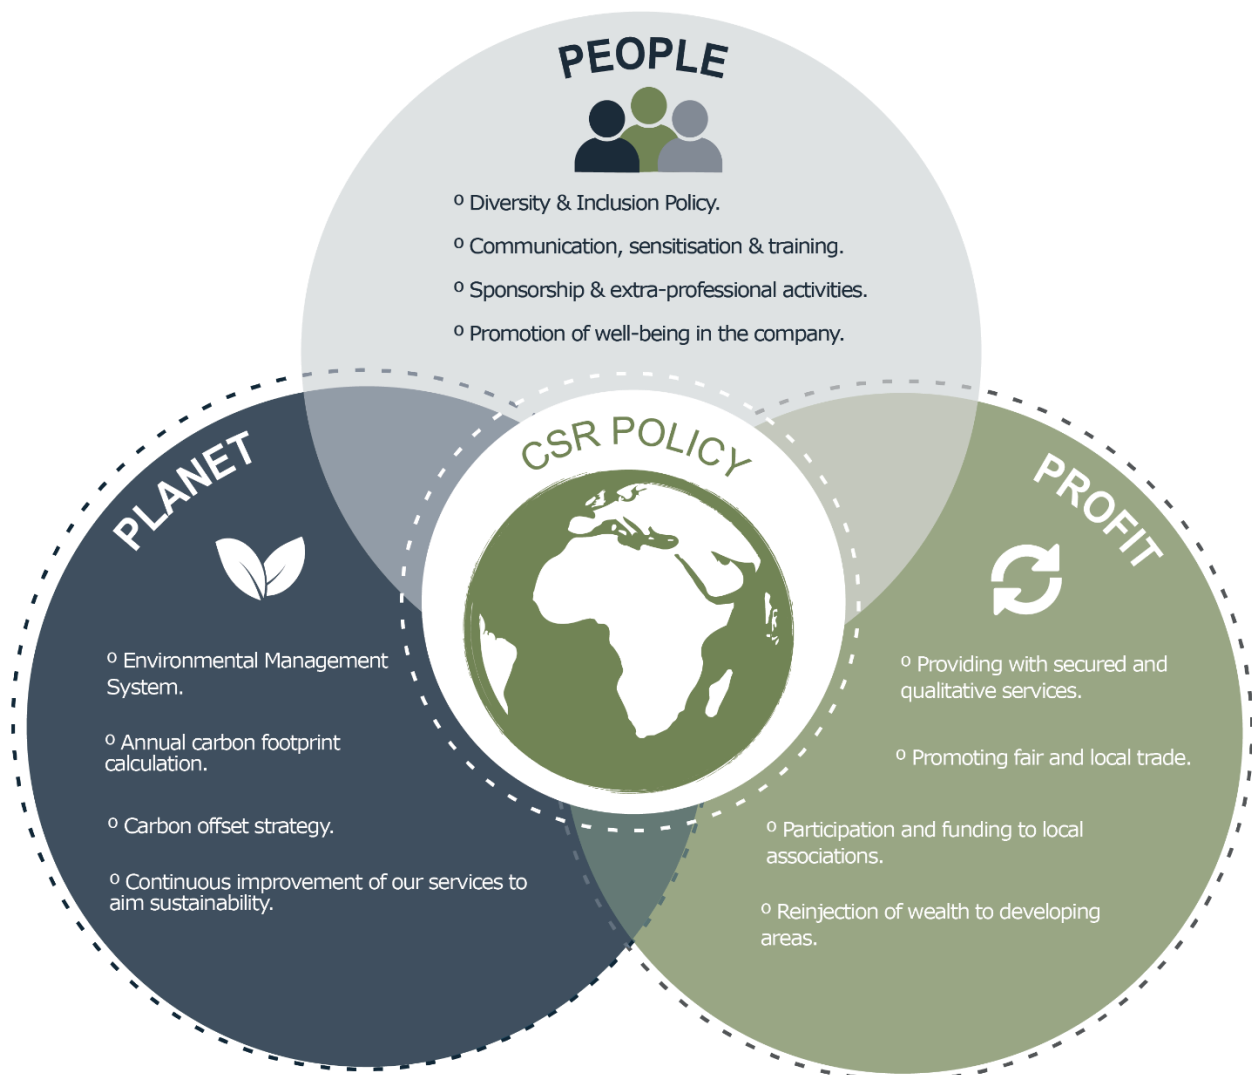 PEOPLE
º Diversity & Inclusion Policy.
º Communication, sensitisation & training.
º Sponsorship & extra-professional activities.
º Promotion of well-being in the company.
CSR POLICY
PLANET
º Environmental Management
System.
º Annual carbon footprint
calculation.
º Carbon offset strategy.
º Continuous improvement of our services to
aim sustainability.
PROFIT
º Providing with secured and
qualitative services.
º Promoting fair and local trade.
º Participation and funding to local
associations.
º Reinjection of wealth to developing
areas.